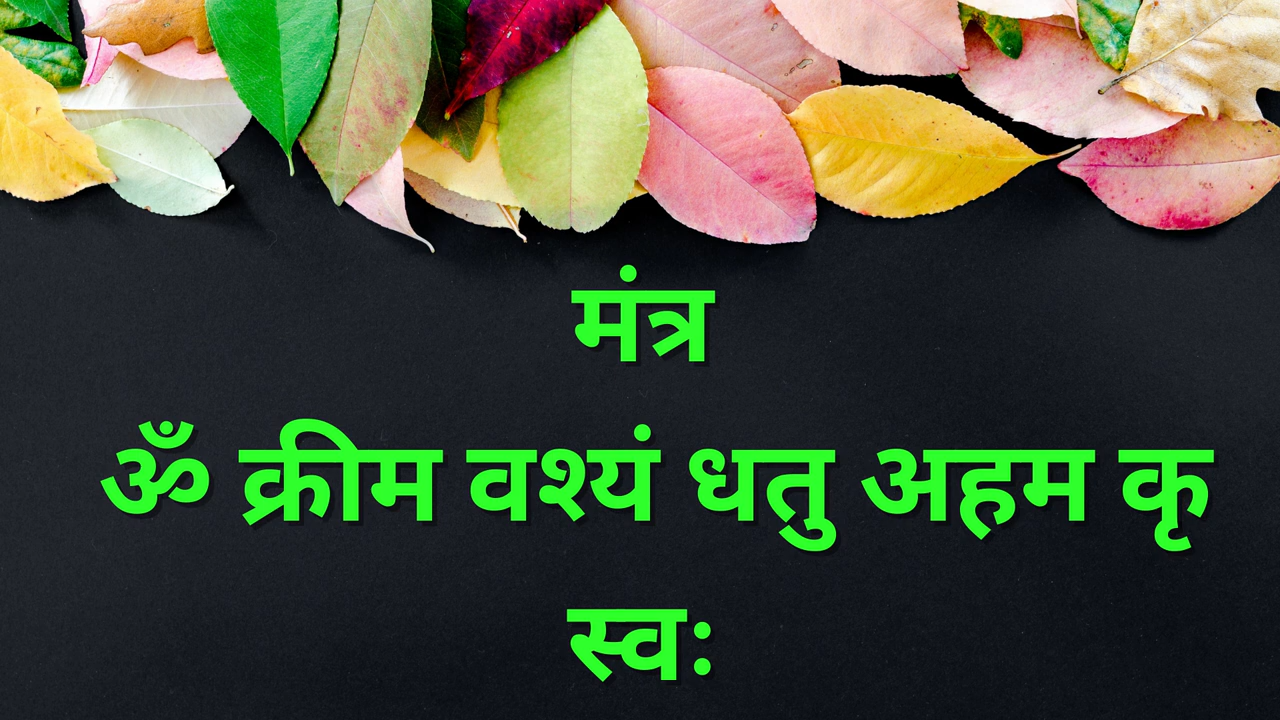 मंत्र
ॐ क्रीम वश्यं धतु अहम कृ
स्व: